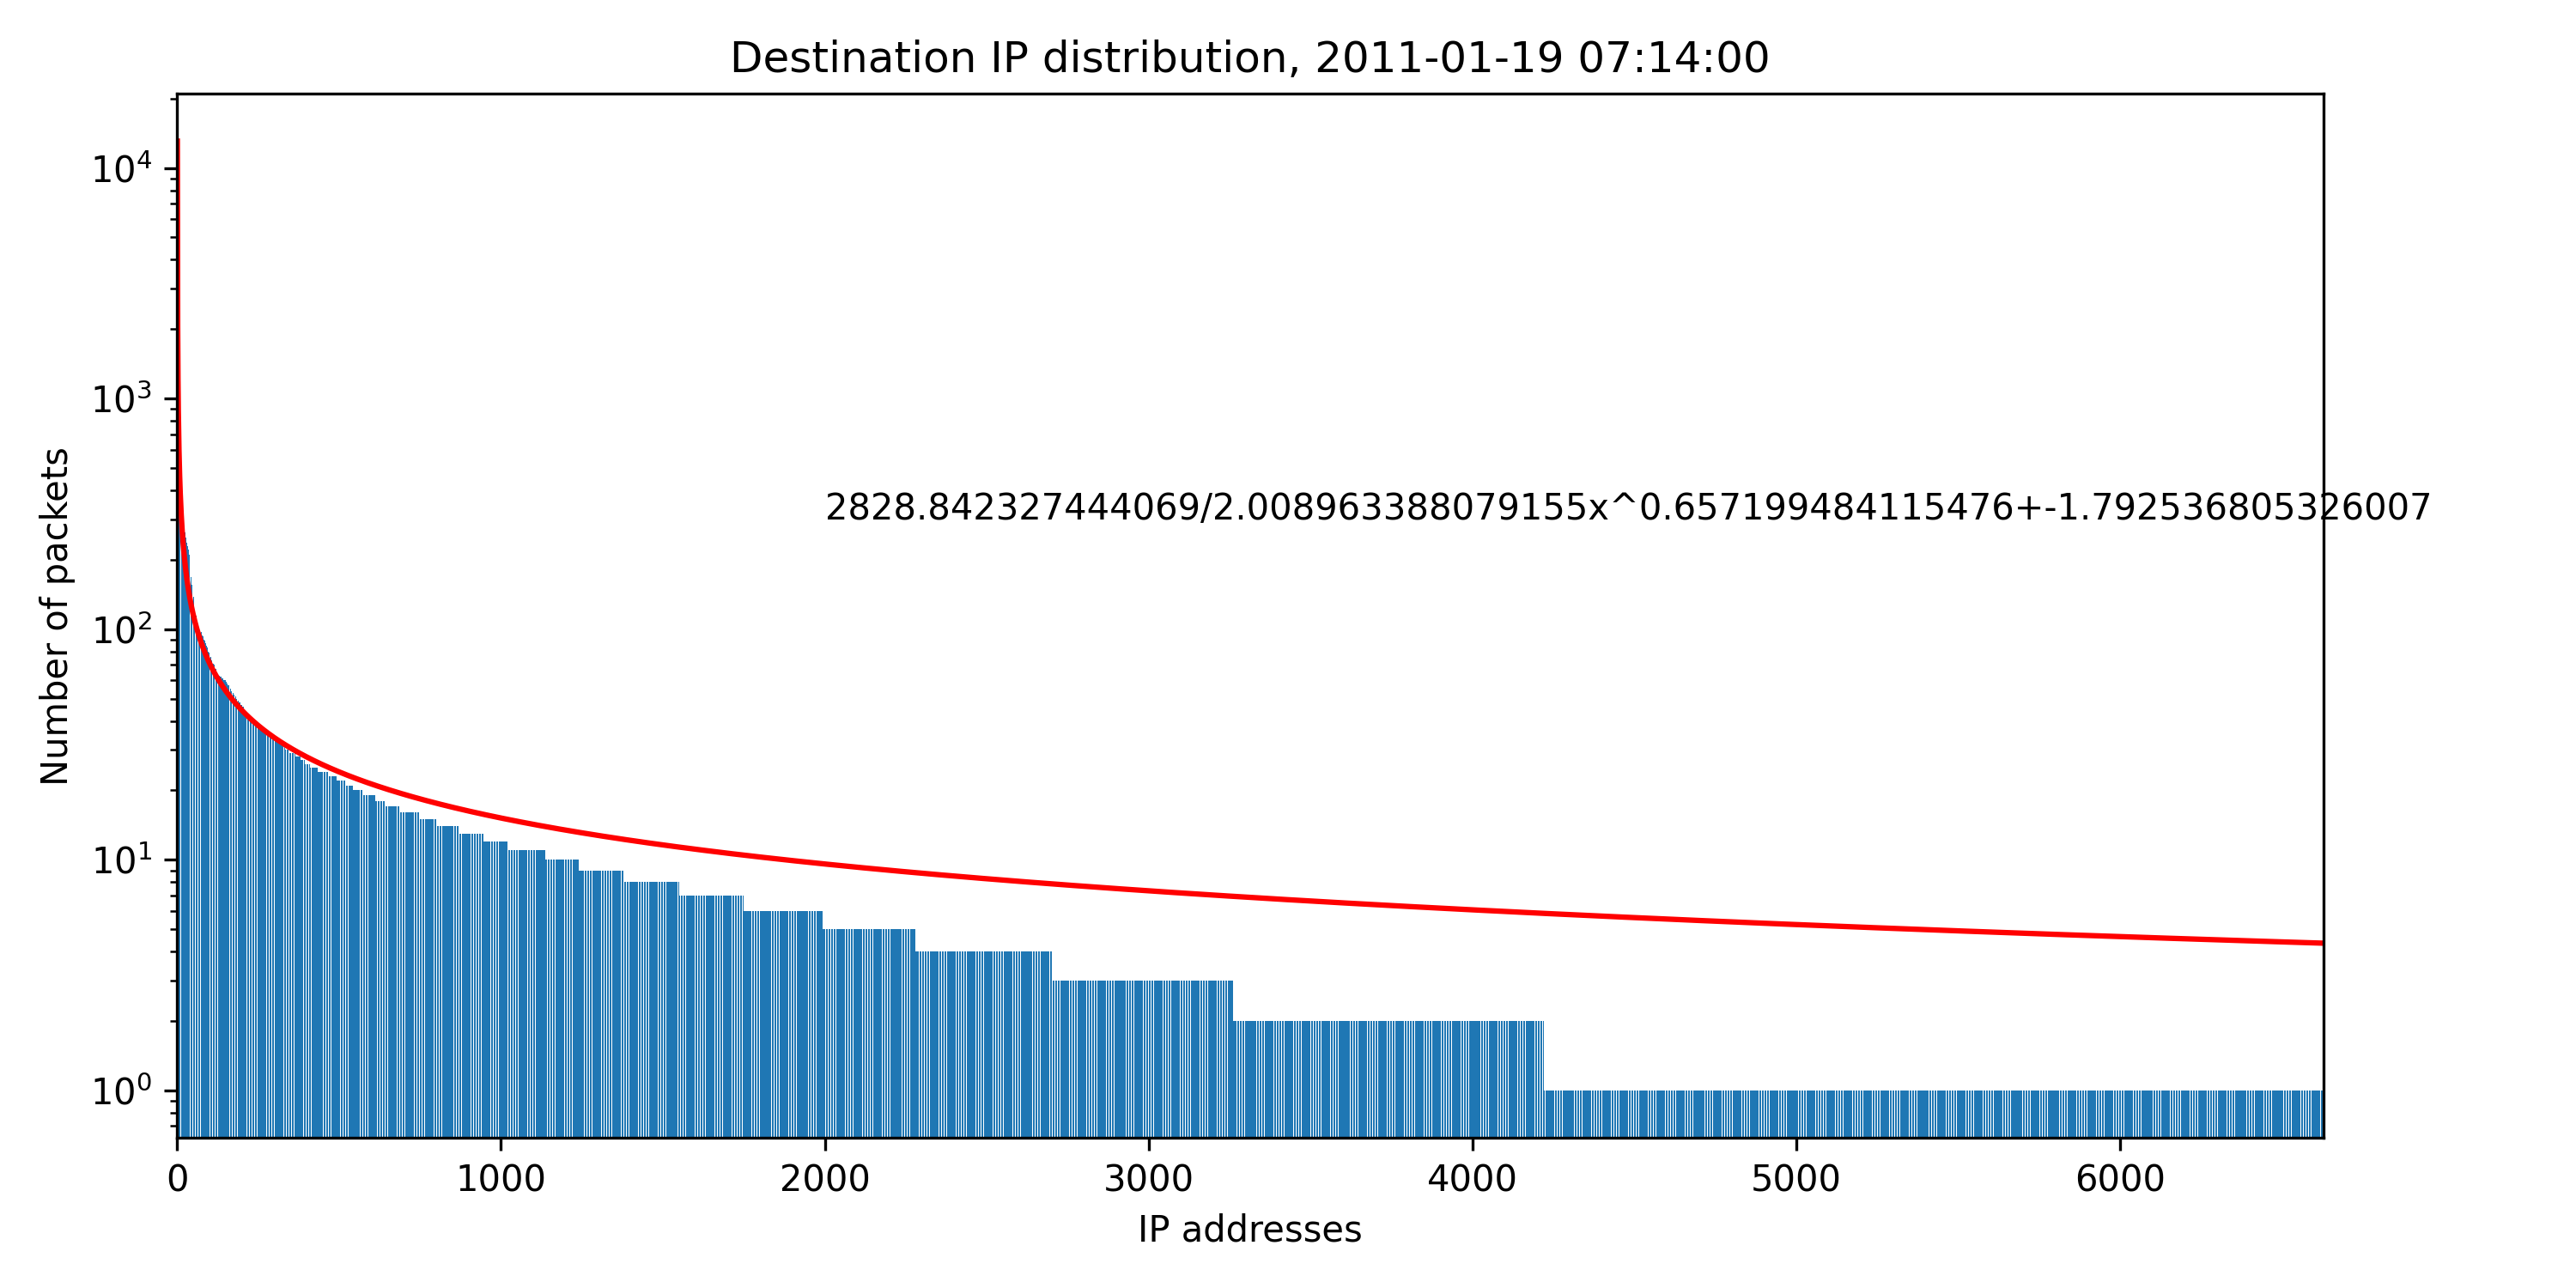 Destination IP distribution, 2011-01-19 07:14:00
10^4
10^3
10^2
10^1
10^0
Number of packets
2828.842327444069/2.008963388079155x^0.657199484115476+-1.792536805326007
0 1000 2000 3000 4000 5000 6000
IP addresses